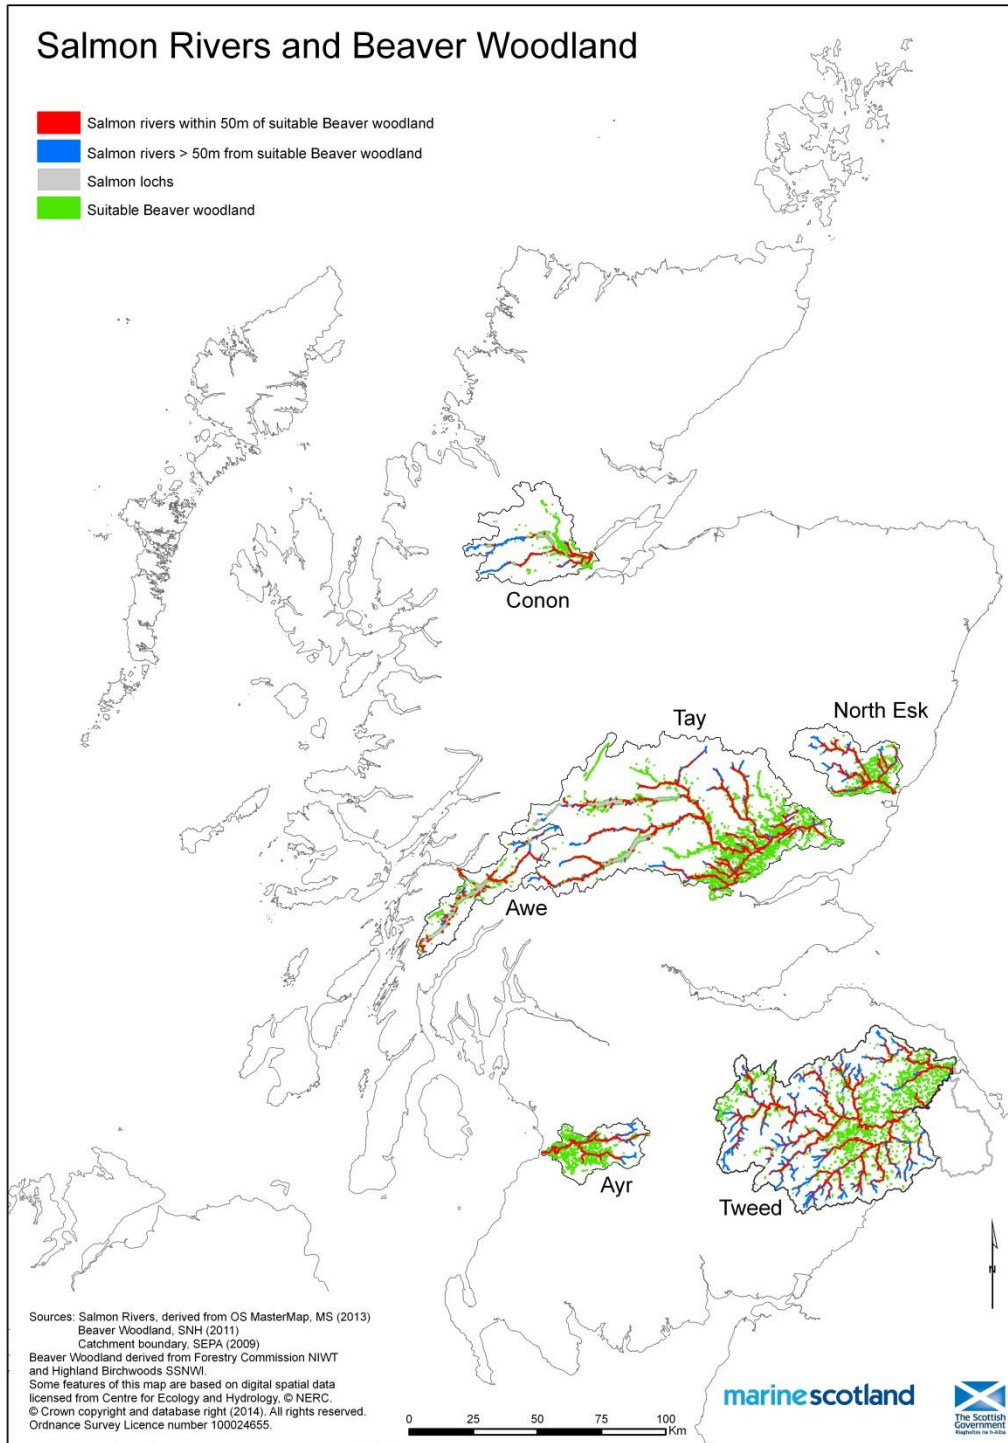 Salmon Rivers and Beaver Woodland
Salmon rivers within 50m of suitable Beaver woodland
Salmon rivers > 50m from suitable Beaver woodland
Salmon lochs
Suitable Beaver woodland
Conon
Tay
North Esk
Awe
Ayr
Tweed
N
Sources: Salmon Rivers, derived from OS MasterMap, MS (2013)
Beaver Woodland, SNH (2011)
Catchment boundary, SEPA (2009)
Beaver Woodland derived from Forestry Commission NIWT
and Highland Birchwoods SSNWI.
Some features of this map are based on digital spatial data
licensed from Centre for Ecology and Hydrology, © NERC.
© Crown copyright and database right (2014). All rights reserved.
Ordnance Survey Licence number 100024655.
0 25 50 75 100
Km
marinescotland
The Scottish
Government
Riaghaltas na h-Alba